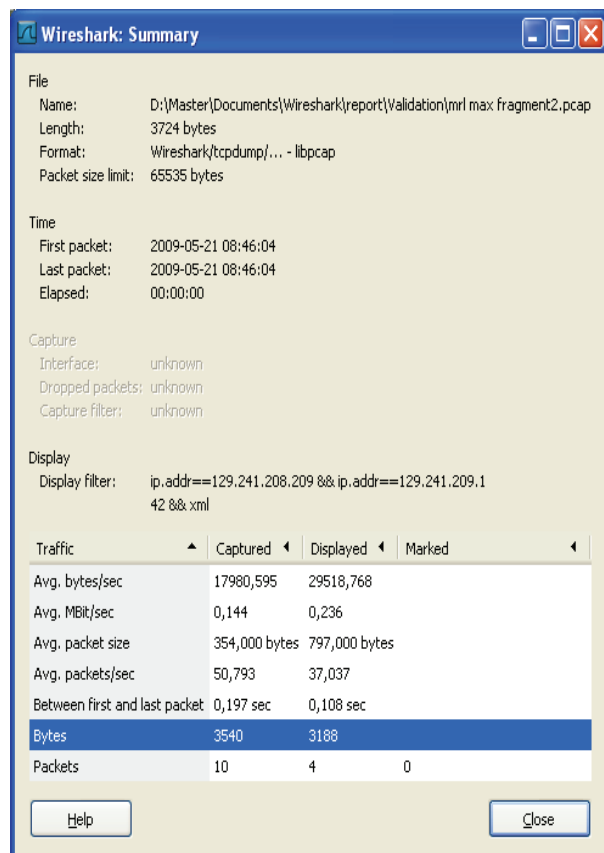 Wireshark: Summary
File
Name: D:\Master\Documents\Wireshark\report\Validation\mrl max fragment2.pcap
Length: 3724 bytes
Format: Wireshark/tcpdump/... - libpcap
Packet size limit: 65535 bytes
Time
First packet: 2009-05-21 08:46:04
Last packet: 2009-05-21 08:46:04
Elapsed: 00:00:00
Capture
Interface: unknown
Dropped packets: unknown
Capture filter: unknown
Display
Display filter: ip.addr==129.241.208.209 && ip.addr==129.241.209.1
42 && xml
Traffic Captured Displayed Marked
Avg. bytes/sec 17980,595 29518,768
Avg. MBit/sec 0,144 0,236
Avg. packet size 354,000 bytes 797,000 bytes
Avg. packets/sec 50,793 37,037
Between first and last packet 0,197 sec 0,108 sec
Bytes 3540 3188
Packets 10 4 0
Help Close